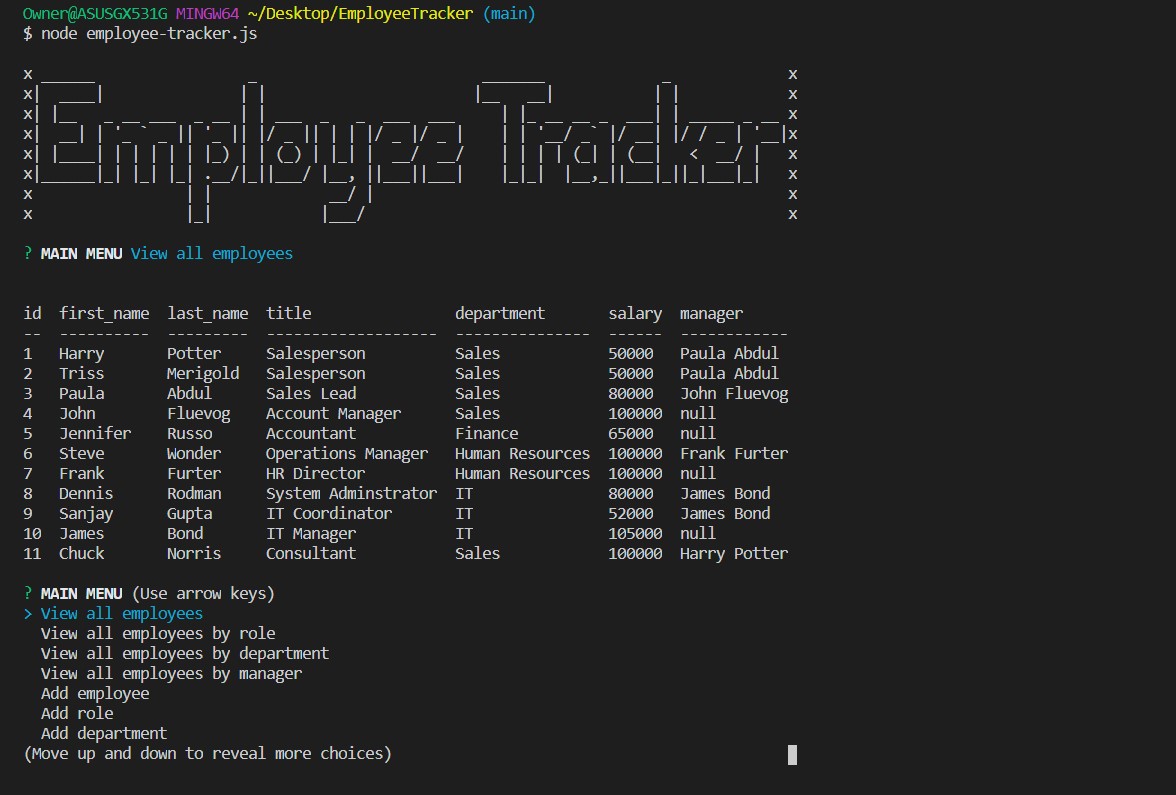 Owner@ASUSGX531G MINGW64 ~/Desktop/EmployeeTracker (main)
$ node employee-tracker.js
Employee Tracker
? MAIN MENU View all employees
id  first_name  last_name  title                department       salary  manager
--  ----------  ---------  -------------------  ---------------  ------  ------------
1   Harry       Potter     Salesperson          Sales            50000   Paula Abdul
2   Triss       Merigold   Salesperson          Sales            50000   Paula Abdul
3   Paula       Abdul      Sales Lead           Sales            80000   John Fluevog
4   John        Fluevog    Account Manager      Sales            100000  null
5   Jennifer    Russo      Accountant           Finance          65000   null
6   Steve       Wonder     Operations Manager   Human Resources  100000  Frank Furter
7   Frank       Furter     HR Director          Human Resources  100000  null
8   Dennis      Rodman     System Adminstrator  IT               80000   James Bond
9   Sanjay      Gupta      IT Coordinator       IT               52000   James Bond
10  James       Bond       IT Manager           IT               105000  null
11  Chuck       Norris     Consultant           Sales            100000  Harry Potter
? MAIN MENU (Use arrow keys)
> View all employees
  View all employees by role
  View all employees by department
  View all employees by manager
  Add employee
  Add role
  Add department
(Move up and down to reveal more choices)